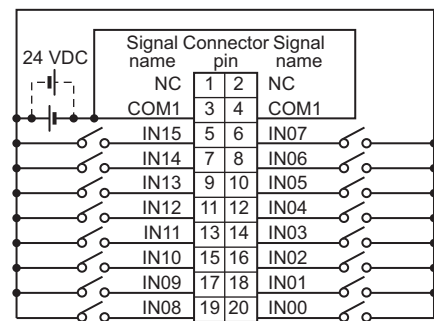 Signal Connector Signal
24 VDC name pin name
NC 1 2 NC
COM1 3 4 COM1
IN15 5 6 IN07
IN14 7 8 IN06
IN13 9 10 IN05
IN12 11 12 IN04
IN11 13 14 IN03
IN10 15 16 IN02
IN09 17 18 IN01
IN08 19 20 IN00